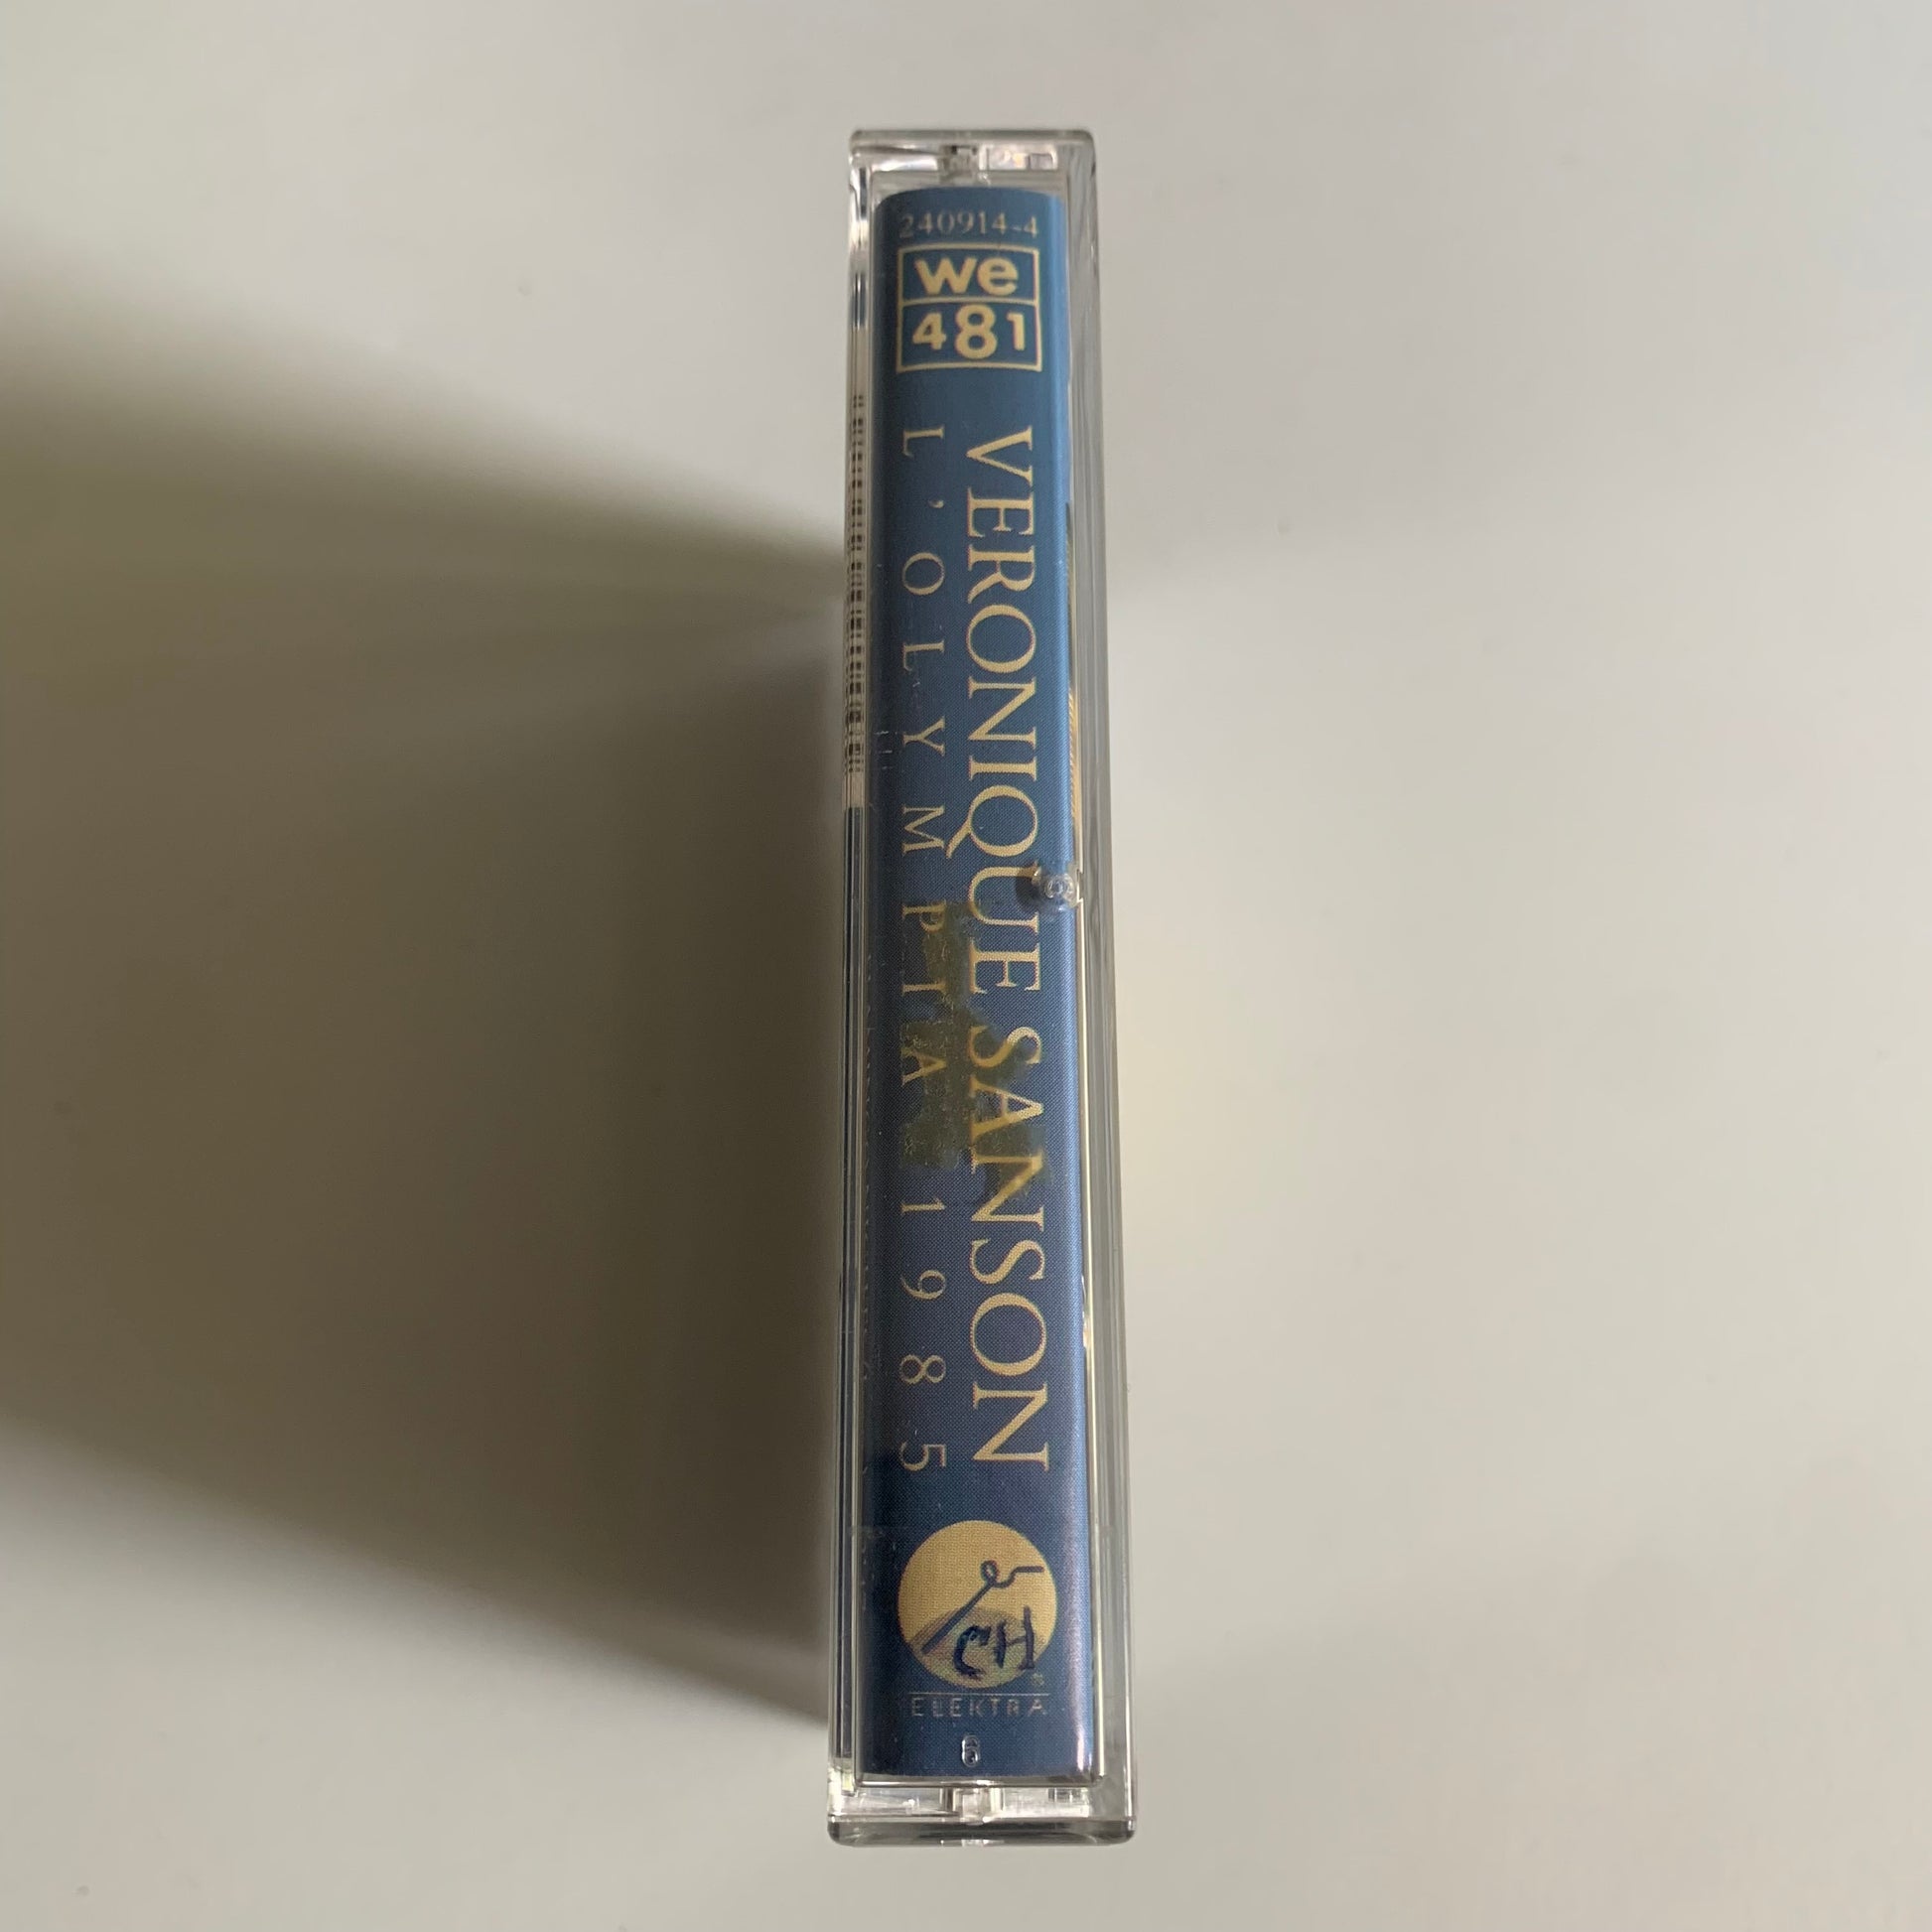 240914-4
we
481
VERONIQUE SANSON
L'OLYMPIA 1985
ELEKTRA